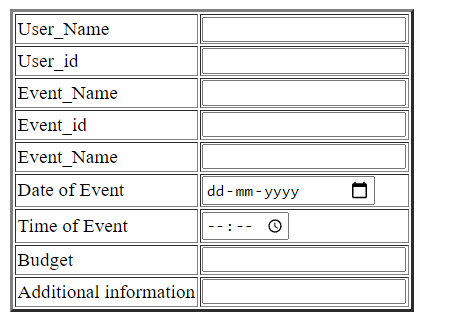 User_Name
User_id
Event_Name
Event_id
Event_Name
Date of Event dd-mm-yyyy
Time of Event --:--
Budget
Additional information